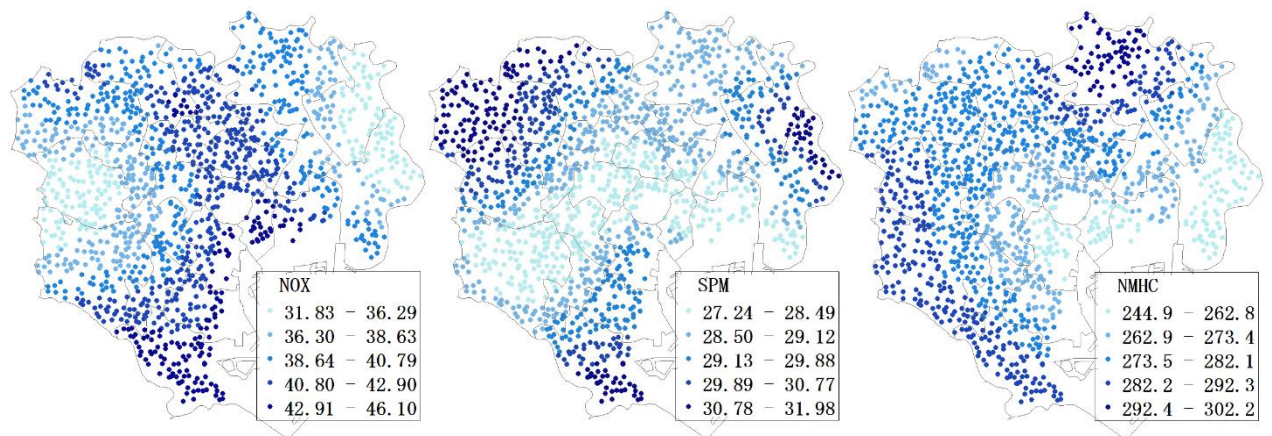 NOX
31.83 - 36.29
36.30 - 38.63
38.64 - 40.79
40.80 - 42.90
42.91 - 46.10
SPM
27.24 - 28.49
28.50 - 29.12
29.13 - 29.88
29.89 - 30.77
30.78 - 31.98
NMHC
244.9 - 262.8
262.9 - 273.4
273.5 - 282.1
282.2 - 292.3
292.4 - 302.2